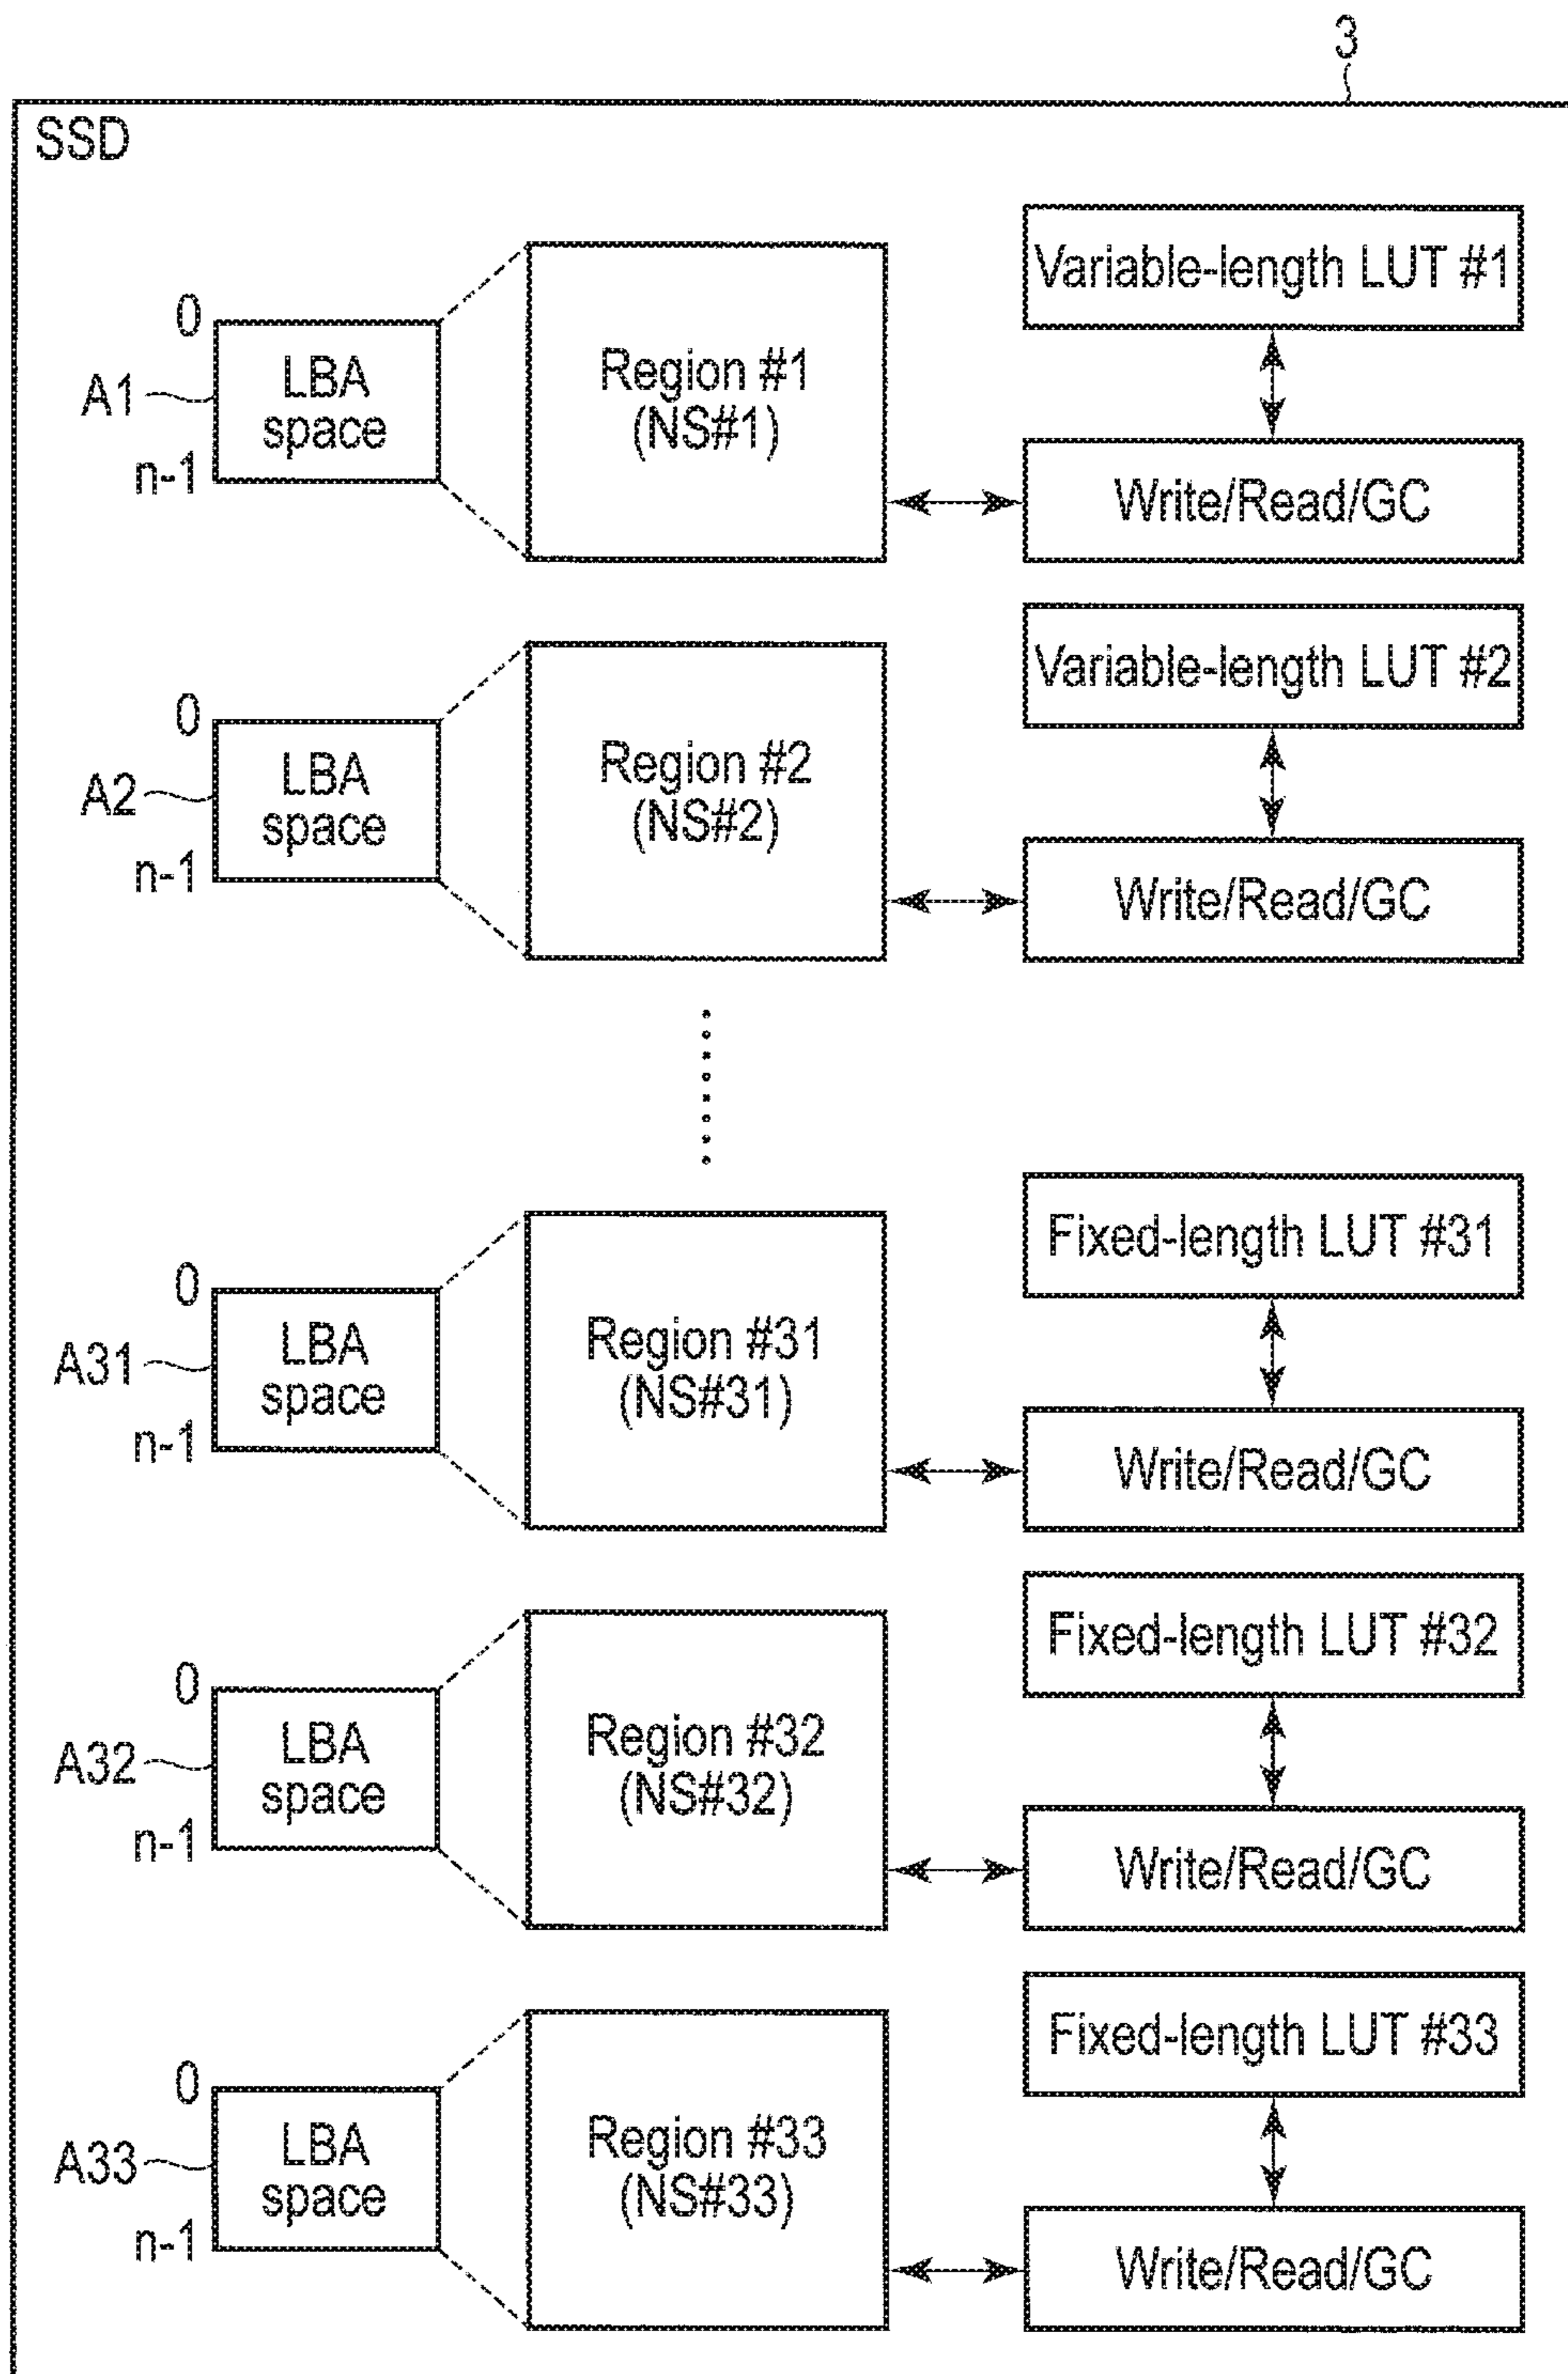 3
SSD
Variable-length LUT #1
0
A1
LBA
space
n-1
Region #1
(NS#1)
Write/Read/GC
Variable-length LUT #2
0
A2
LBA
space
n-1
Region #2
(NS#2)
Write/Read/GC
Fixed-length LUT #31
0
A31
LBA
space
n-1
Region #31
(NS#31)
Write/Read/GC
Fixed-length LUT #32
0
A32
LBA
space
n-1
Region #32
(NS#32)
Write/Read/GC
Fixed-length LUT #33
0
A33
LBA
space
n-1
Region #33
(NS#33)
Write/Read/GC